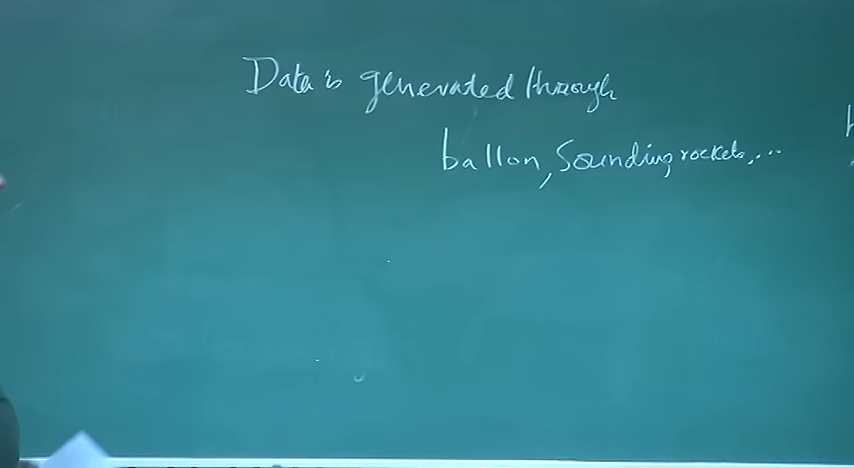 Data is generated through
ballon, Sounding rockets,...